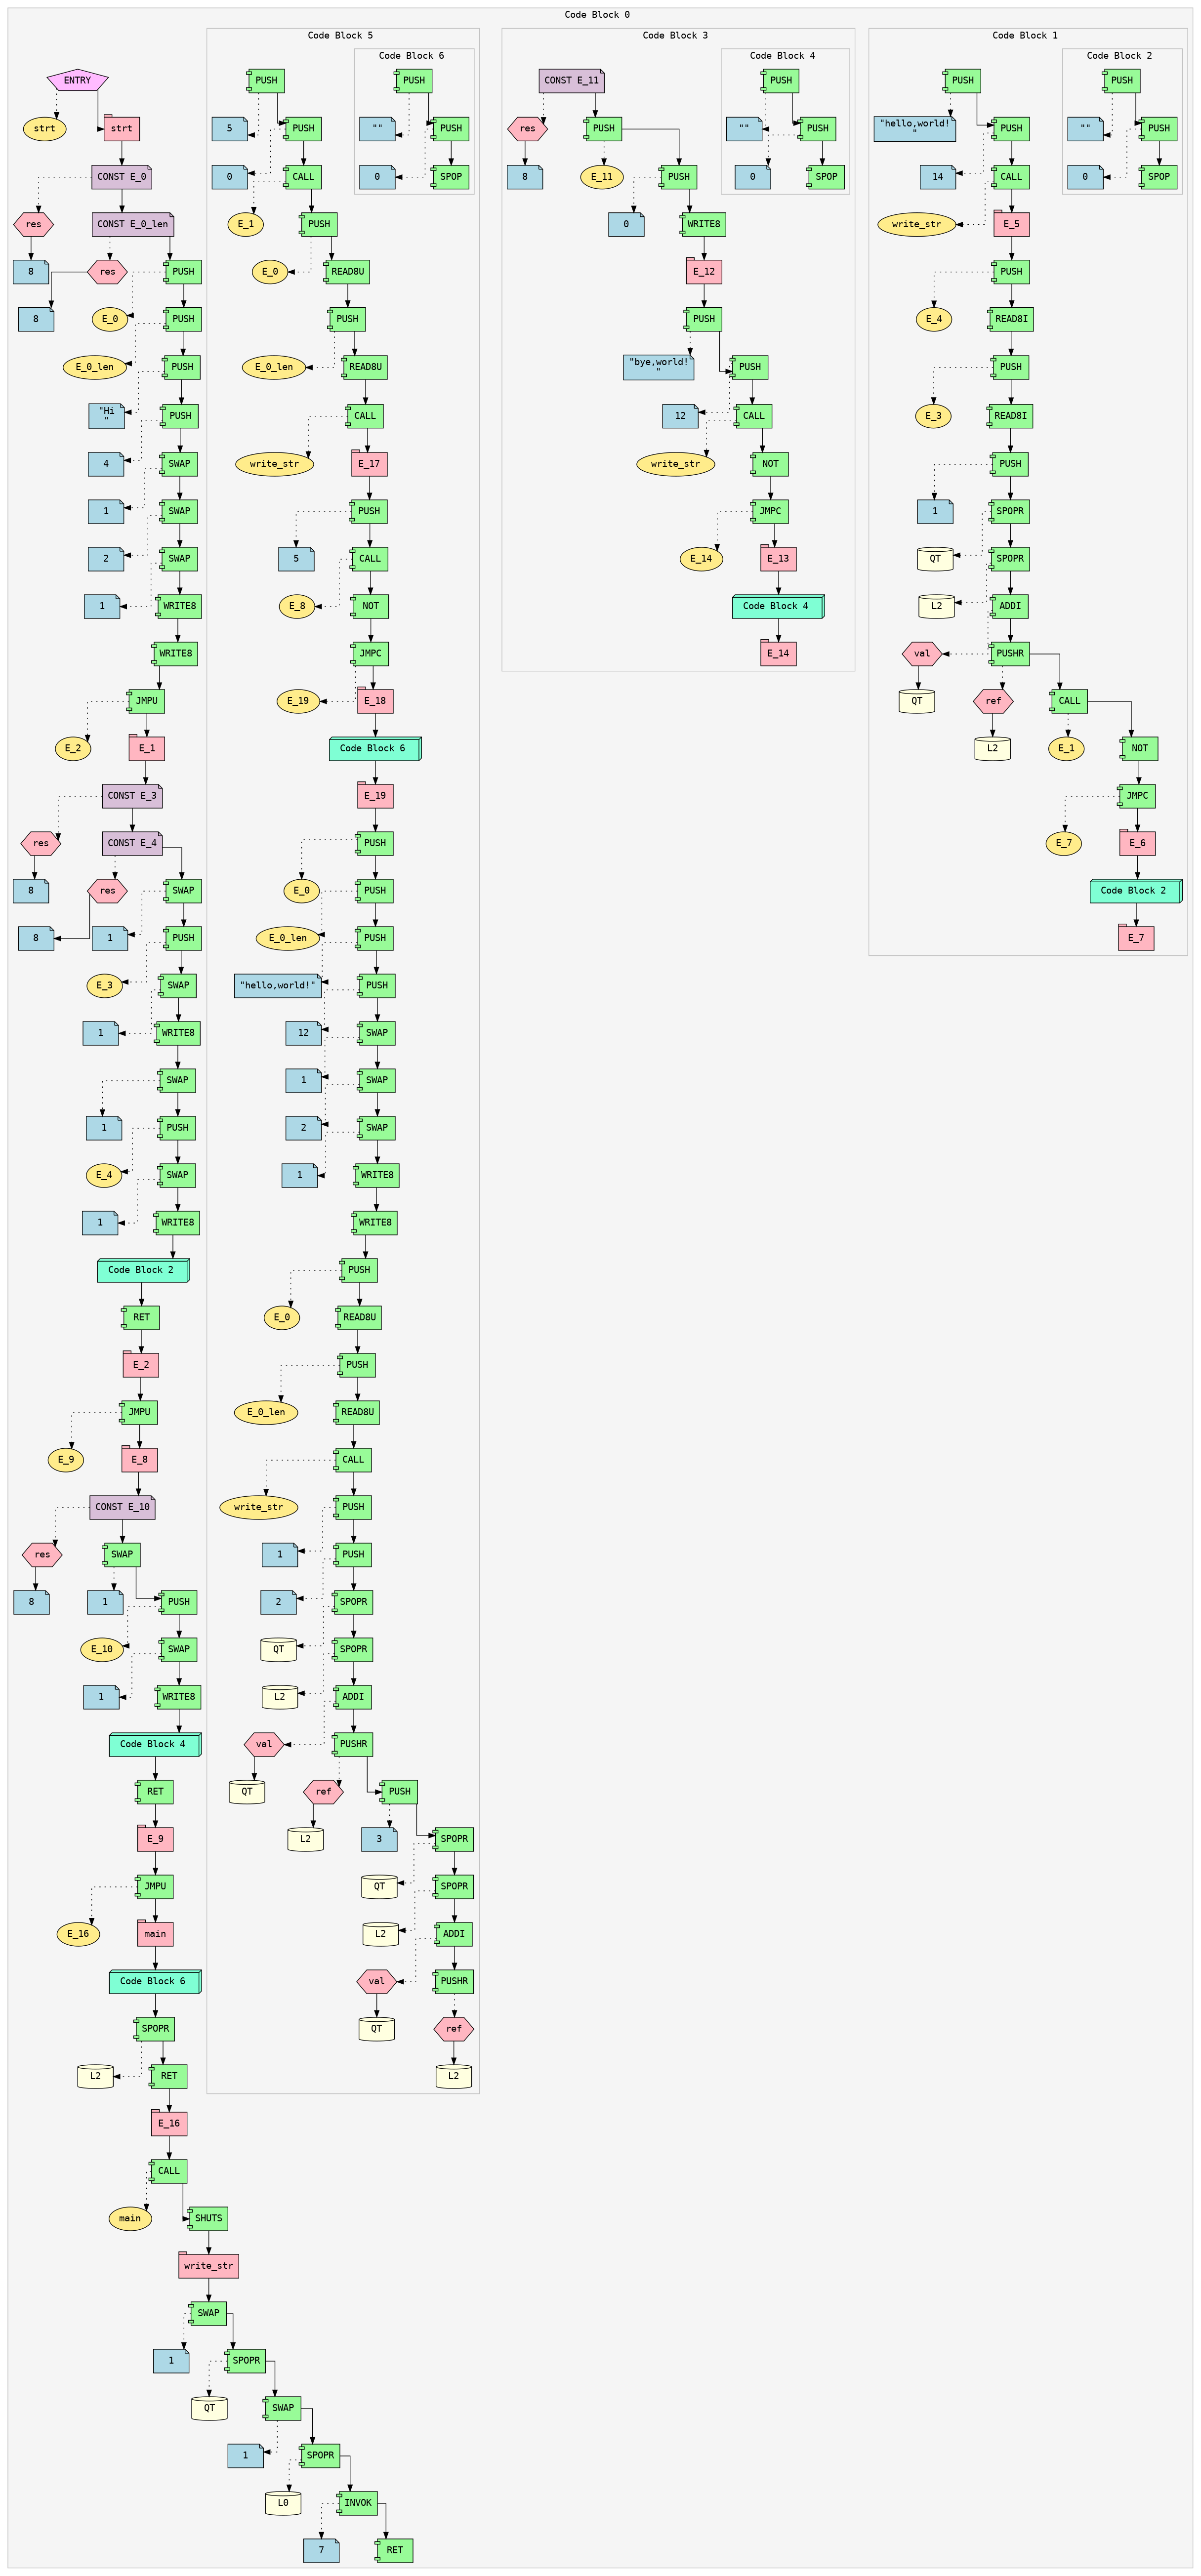 Code Block 0
ENTRY
strt
strt
CONST E_0
res
CONST E_0_len
8
res
PUSH
8
E_0
PUSH
E_0_len
PUSH
"Hi
"
PUSH
4
SWAP
1
SWAP
2
SWAP
1
WRITE8
WRITE8
JMPU
E_2
E_1
CONST E_3
res
CONST E_4
8
res
SWAP
8
1
PUSH
E_3
SWAP
1
WRITE8
SWAP
1
PUSH
E_4
SWAP
1
WRITE8
Code Block 2
RET
E_2
JMPU
E_9
E_8
CONST E_10
res
SWAP
8
1
PUSH
E_10
SWAP
1
WRITE8
Code Block 4
RET
E_9
JMPU
E_16
main
Code Block 6
SPOPR
L2
RET
E_16
CALL
main
SHUTS
write_str
SWAP
1
SPOPR
QT
SWAP
1
SPOPR
L0
INVOK
7
RET
Code Block 5
PUSH
5
PUSH
0
CALL
E_1
PUSH
E_0
READ8U
PUSH
E_0_len
READ8U
CALL
write_str
E_17
PUSH
5
CALL
E_8
NOT
JMPC
E_19
E_18
Code Block 6
E_19
PUSH
E_0
PUSH
E_0_len
PUSH
"hello,world!"
PUSH
12
SWAP
1
SWAP
2
SWAP
1
WRITE8
WRITE8
PUSH
E_0
READ8U
PUSH
E_0_len
READ8U
CALL
write_str
PUSH
1
PUSH
2
SPOPR
QT
SPOPR
L2
ADDI
val
PUSHR
QT
ref
PUSH
L2
3
SPOPR
QT
SPOPR
L2
ADDI
val
PUSHR
QT
ref
L2
Code Block 6
PUSH
""
PUSH
0
SPOP
Code Block 3
CONST E_11
res
PUSH
8
E_11
PUSH
0
WRITE8
E_12
PUSH
"bye,world!
"
PUSH
12
CALL
write_str
NOT
JMPC
E_14
E_13
Code Block 4
E_14
Code Block 4
PUSH
""
PUSH
0
SPOP
Code Block 1
PUSH
"hello,world!
"
PUSH
14
CALL
write_str
E_5
PUSH
E_4
READ8I
PUSH
E_3
READ8I
PUSH
1
SPOPR
QT
SPOPR
L2
ADDI
val
PUSHR
QT
ref
CALL
L2
E_1
NOT
JMPC
E_7
E_6
Code Block 2
E_7
Code Block 2
PUSH
""
PUSH
0
SPOP